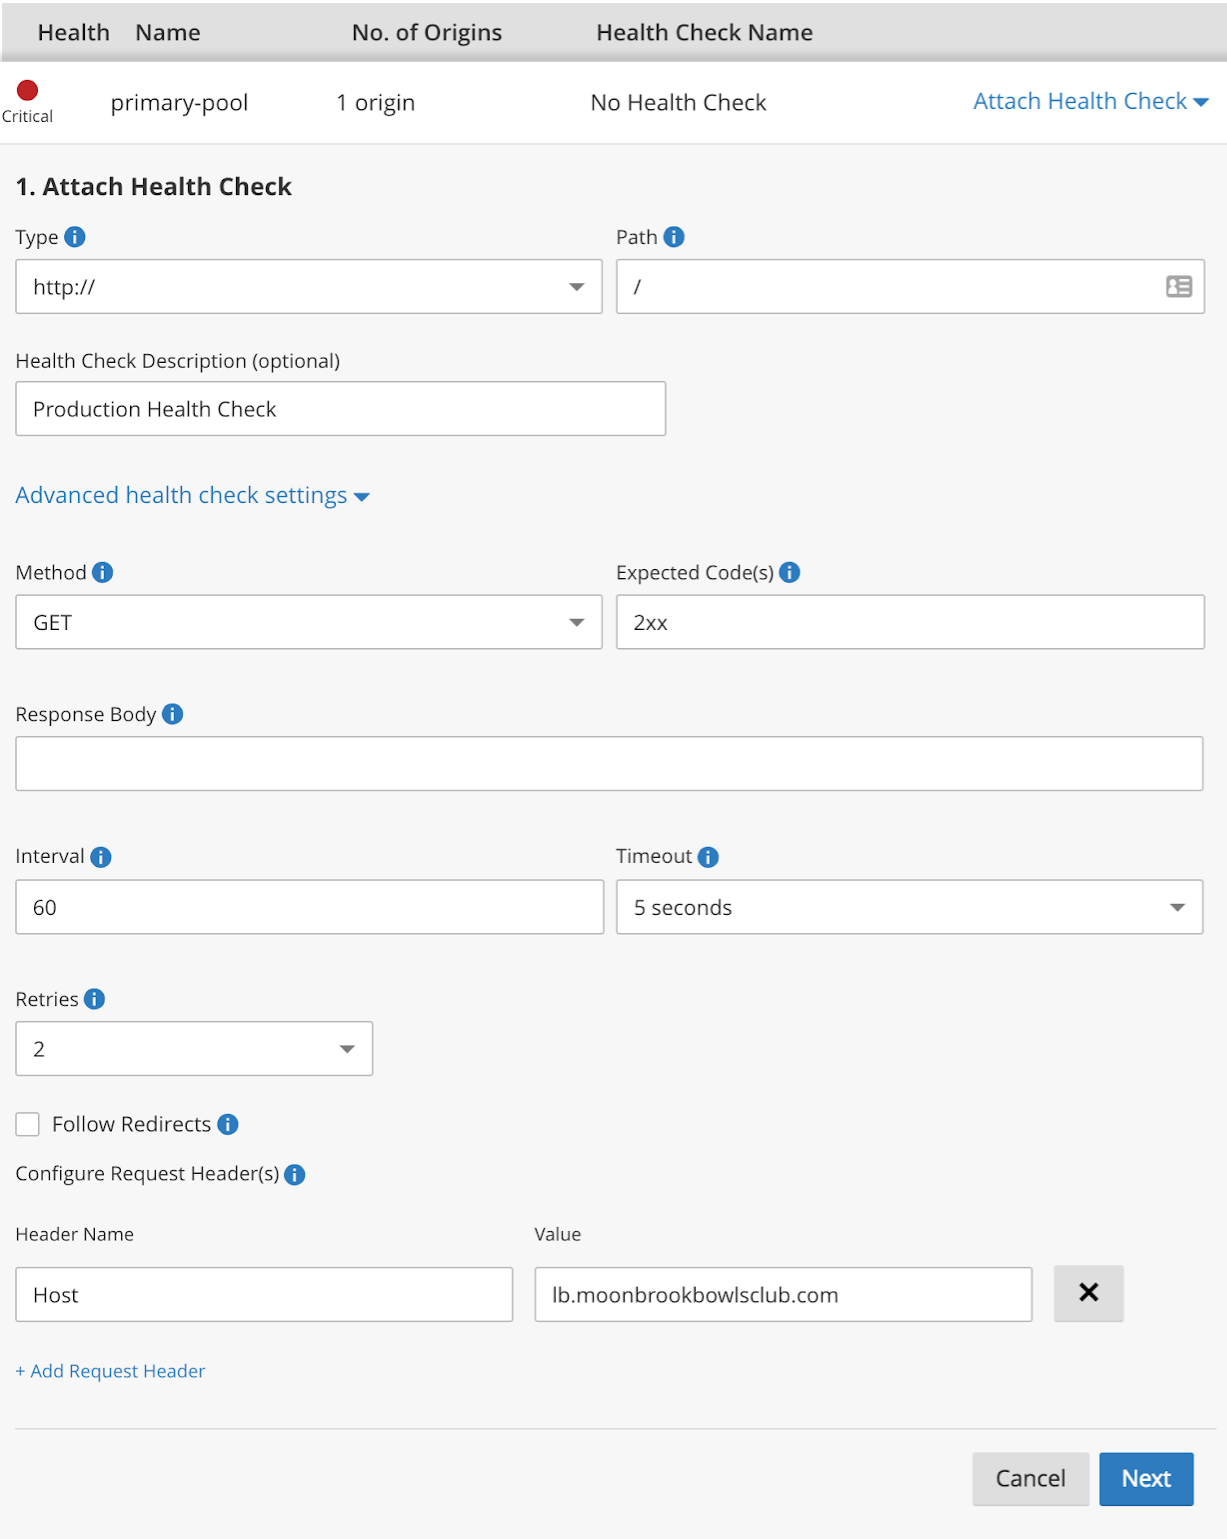 Health Name No. of Origins Health Check Name
Critical primary-pool 1 origin No Health Check Attach Health Check
1. Attach Health Check
Type Path
http:// /
Health Check Description (optional)
Production Health Check
Advanced health check settings
Method Expected Code(s)
GET 2xx
Response Body
Interval Timeout
60 5 seconds
Retries
2
Follow Redirects
Configure Request Header(s)
Header Name Value
Host lb.moonbrookbowlsclub.com
+ Add Request Header
Cancel Next